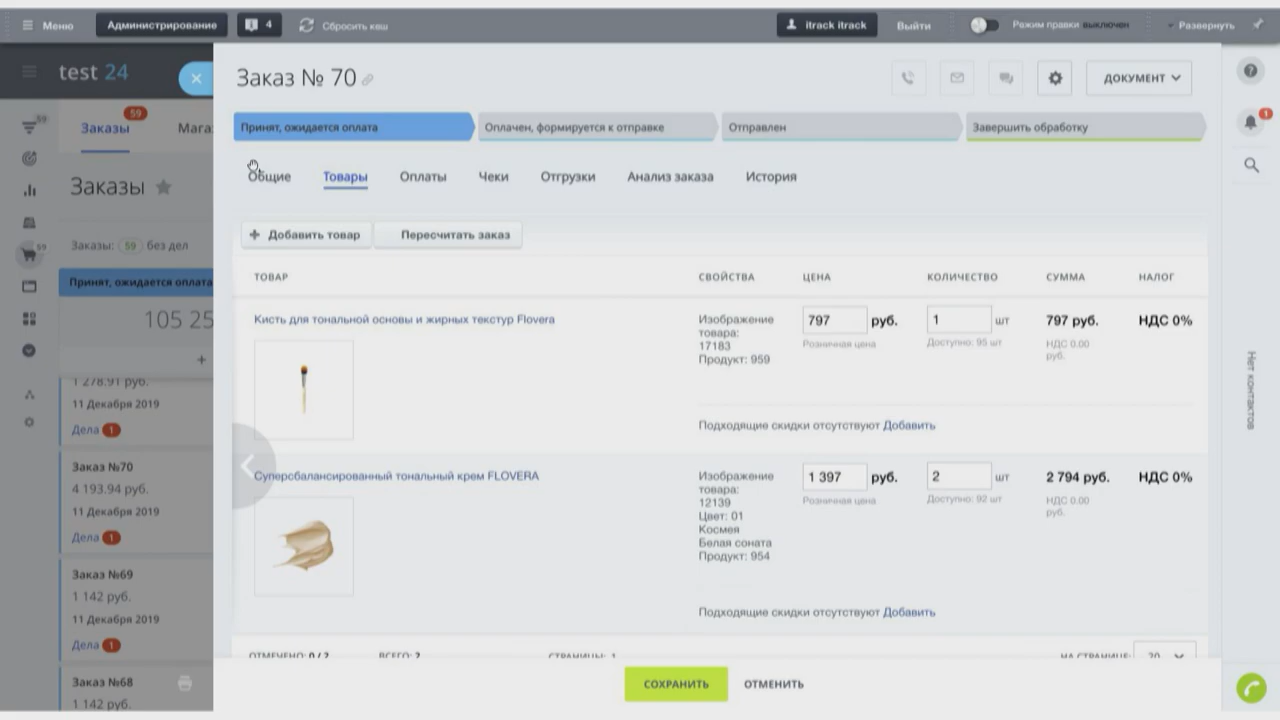 Меню
Администрирование
4
Сбросить кеш
itrack itrack
Выйти
Режим правки выключен
Развернуть
test 24
59
59
Заказы
Мага
Заказы
Заказы: 59 без дел
59
Принят, ожидается оплата
105 25
+
1 278.91 руб.
11 Декабря 2019
Дела 1
Заказ №70
4 193.94 руб.
11 Декабря 2019
Дела 1
Заказ №69
1 142 руб.
11 Декабря 2019
Дела 1
Заказ №68
1 142 руб.
Заказ № 70
ДОКУМЕНТ
Принят, ожидается оплата
Оплачен, формируется к отправке
Отправлен
Завершить обработку
Общие
Товары
Оплаты
Чеки
Отгрузки
Анализ заказа
История
+ Добавить товар
Пересчитать заказ
ТОВАР
СВОЙСТВА
ЦЕНА
КОЛИЧЕСТВО
СУММА
НАЛОГ
Кисть для тональной основы и жирных текстур Flovera
Изображение
товара:
17183
Продукт: 959
797 руб.
Розничная цена
1 шт
Доступно: 95 шт
797 руб.
НДС 0.00
руб.
НДС 0%
Подходящие скидки отсутствуют Добавить
Суперсбалансированный тональный крем FLOVERA
Изображение
товара:
12139
Цвет: 01
Космея
Белая соната
Продукт: 954
1 397 руб.
Розничная цена
2 шт
Доступно: 92 шт
2 794 руб.
НДС 0.00
руб.
НДС 0%
Подходящие скидки отсутствуют Добавить
ОТМЕЧЕНО: 0 / 2
ВСЕГО: 2
СТРАНИЦЫ: 1
НА СТРАНИЦЕ: 20
СОХРАНИТЬ
ОТМЕНИТЬ
1
Нет контактов